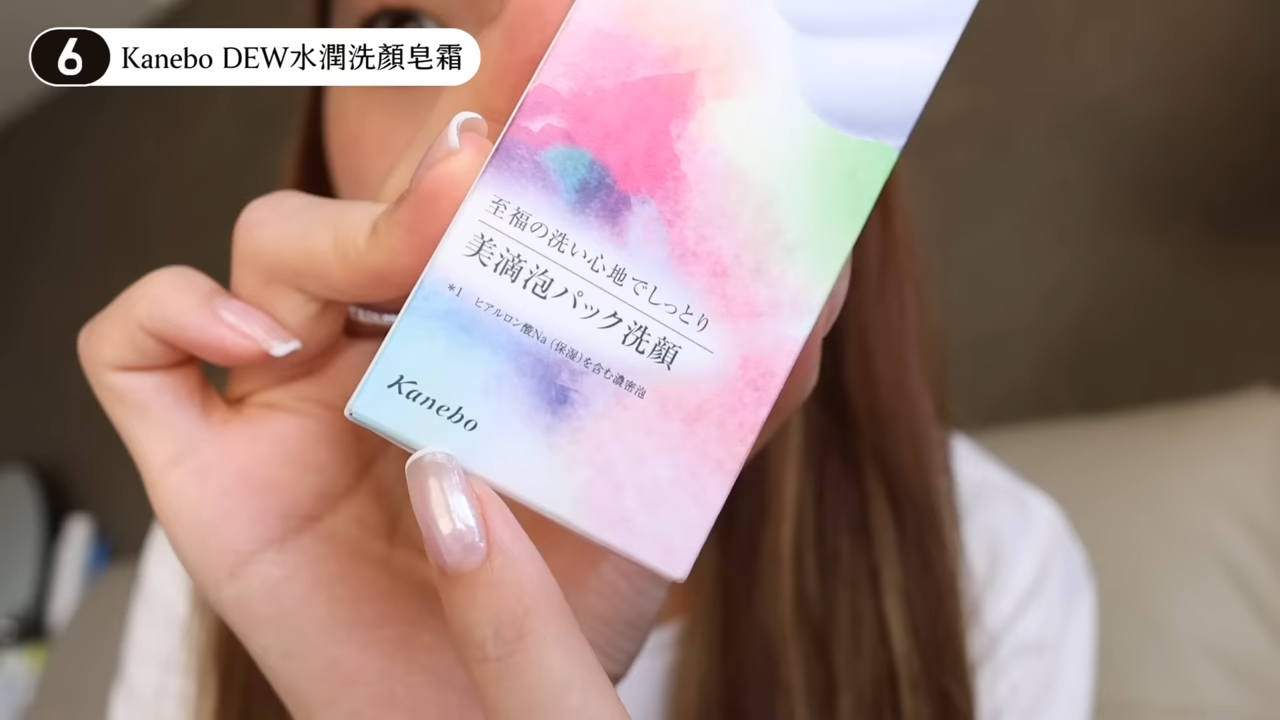 6 Kanebo DEW水潤洗顏皂霜
至福の洗い心地でしっとり
美滴泡パック洗顔
*1 ヒアルロン酸Na(保湿)を含む濃密泡
Kanebo